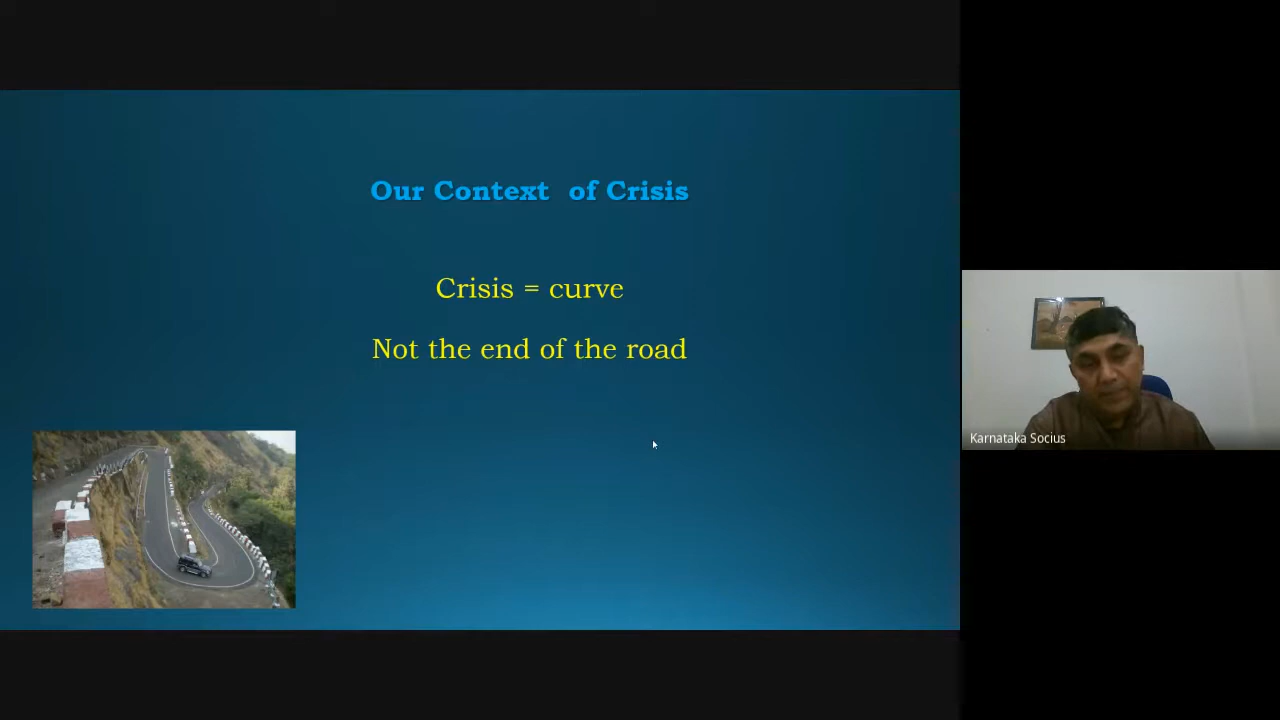 Our Context of Crisis
Crisis = curve
Not the end of the road
Karnataka Socius